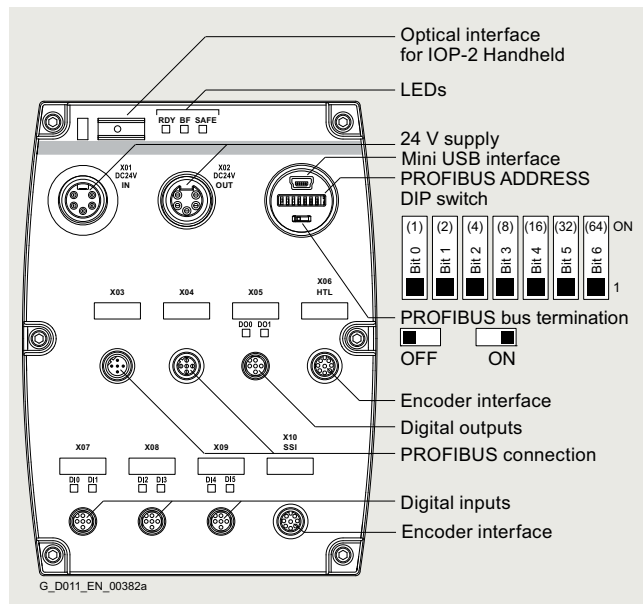 Optical interface
for IOP-2 Handheld
LEDs
RDY BF SAFE
24 V supply
Mini USB interface
PROFIBUS ADDRESS
DIP switch
X01
DC24V
IN
X02
DC24V
OUT
(1) (2) (4) (8) (16) (32) (64) ON
Bit 0 Bit 1 Bit 2 Bit 3 Bit 4 Bit 5 Bit 6
1
PROFIBUS bus termination
OFF ON
X03 X04 X05 X06
HTL
DO0 DO1
Encoder interface
Digital outputs
PROFIBUS connection
X07 X08 X09 X10
SSI
DI0 DI1 DI2 DI3 DI4 DI5
Digital inputs
Encoder interface
G_D011_EN_00382a